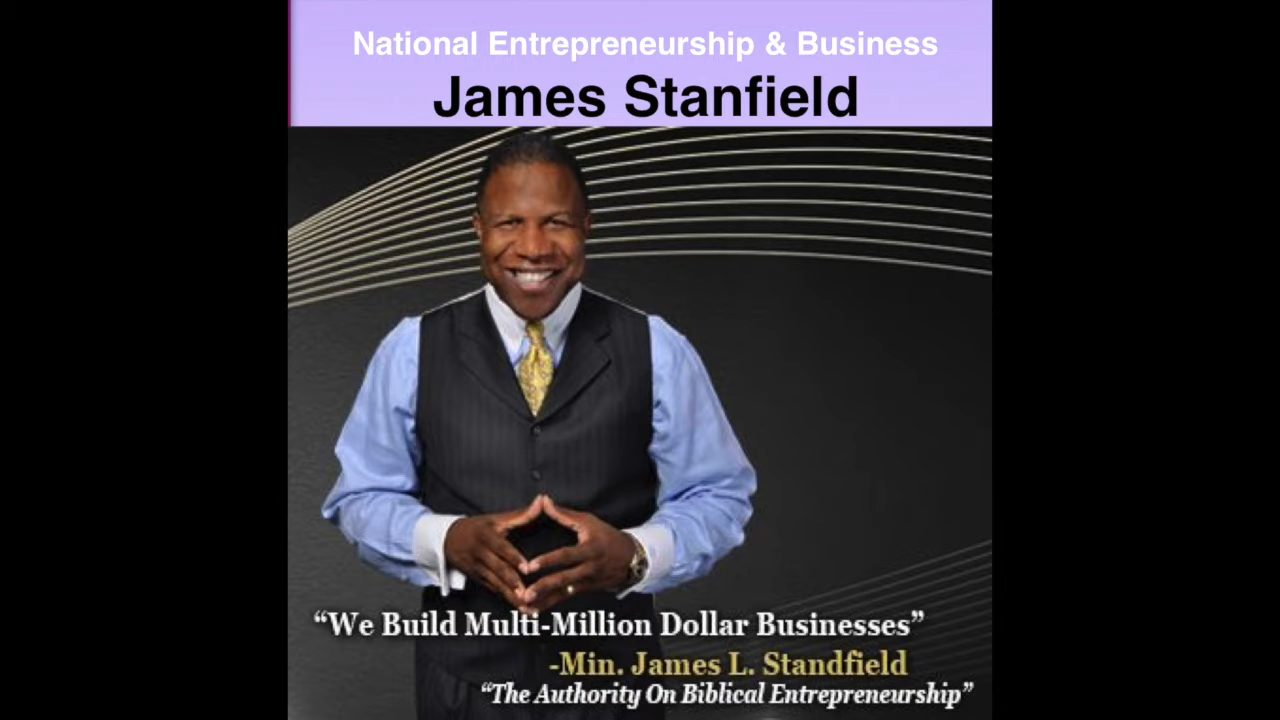 National Entrepreneurship & Business
James Stanfield
“We Build Multi-Million Dollar Businesses”
-Min. James L. Standfield
“The Authority On Biblical Entrepreneurship”